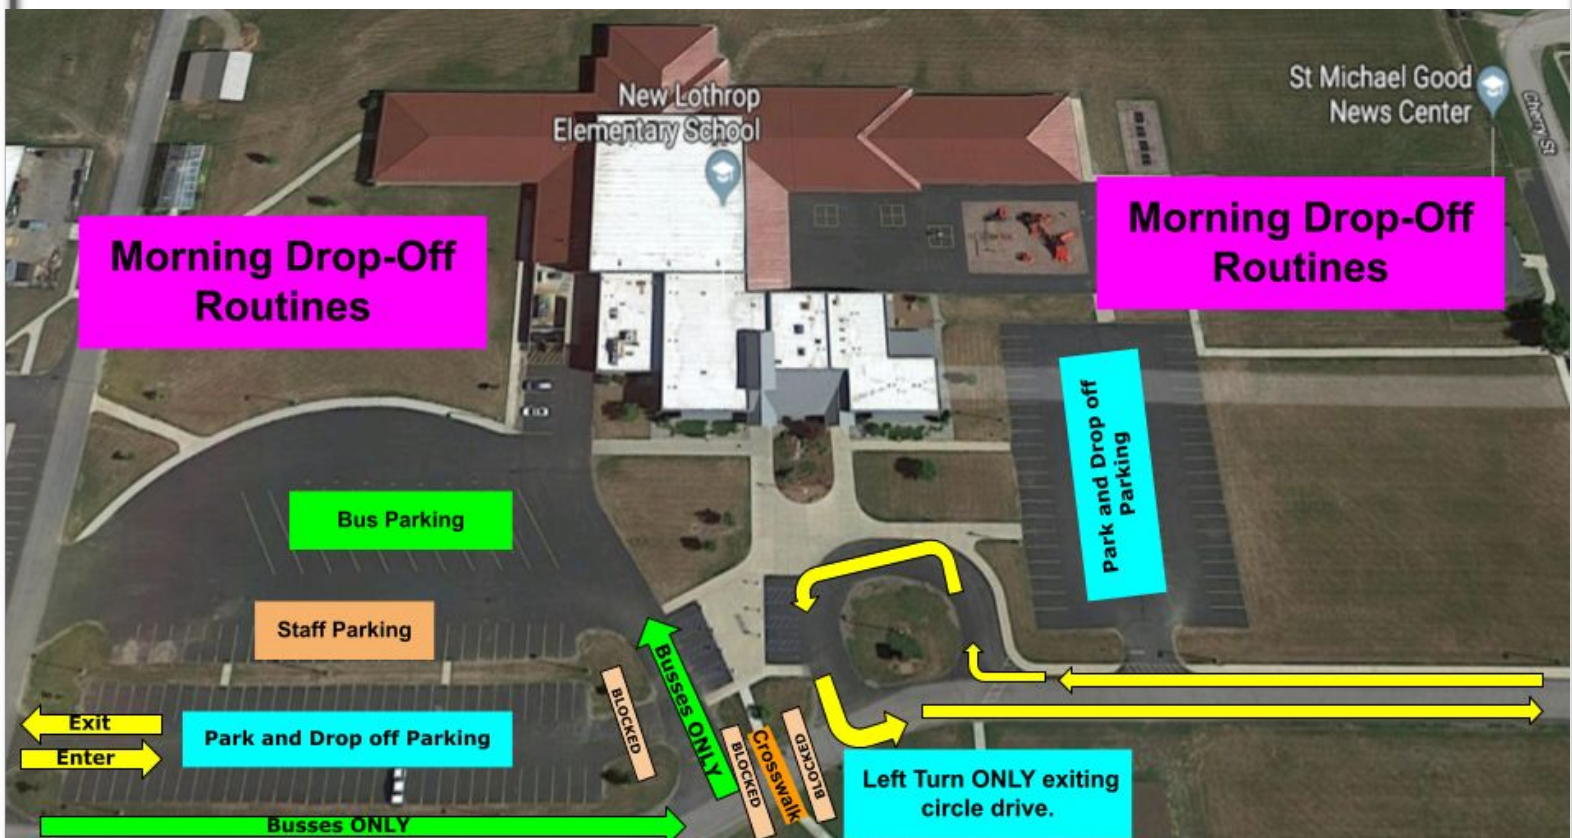 New Lothrop
Elementary School
St Michael Good
News Center
Cherry St
Morning Drop-Off
Routines
Morning Drop-Off
Routines
Park and Drop off
Parking
Bus Parking
Staff Parking
Exit
Enter
Park and Drop off Parking
BLOCKED
Busses ONLY
BLOCKED
Crosswalk
BLOCKED
Left Turn ONLY exiting
circle drive.
Busses ONLY